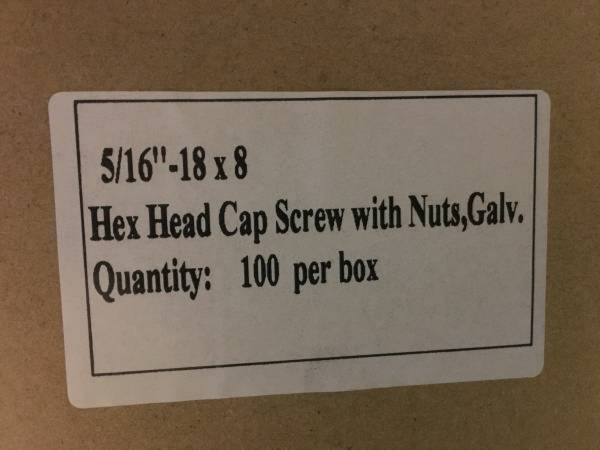 5/16"-18 x 8
Hex Head Cap Screw with Nuts,Galv.
Quantity: 100 per box